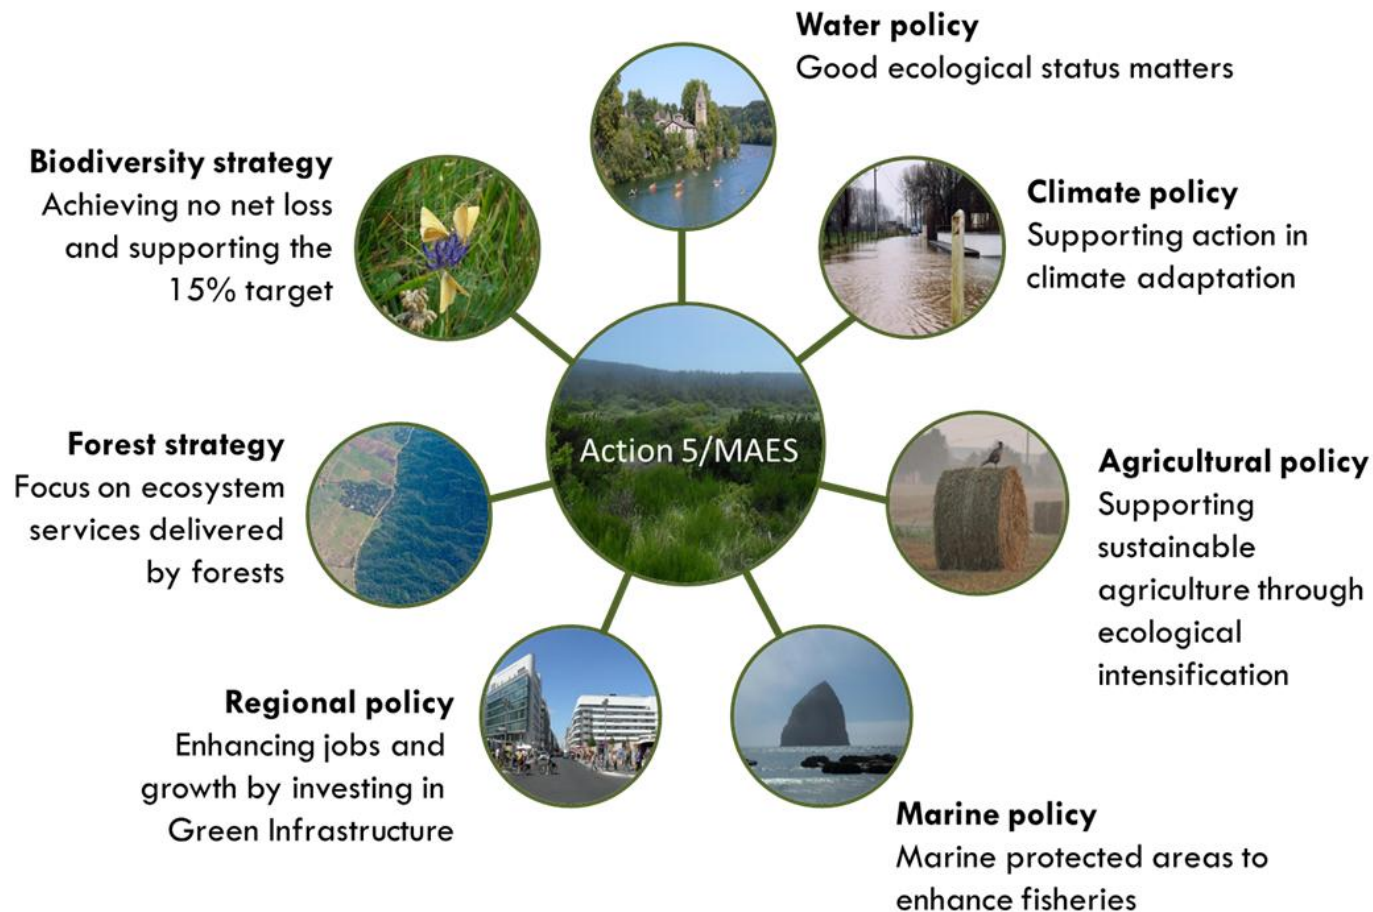 Water policy
Good ecological status matters
Climate policy
Supporting action in
climate adaptation
Agricultural policy
Supporting
sustainable
agriculture through
ecological
intensification
Marine policy
Marine protected areas to
enhance fisheries
Regional policy
Enhancing jobs and
growth by investing in
Green Infrastructure
Forest strategy
Focus on ecosystem
services delivered
by forests
Biodiversity strategy
Achieving no net loss
and supporting the
15% target
Action 5/MAES